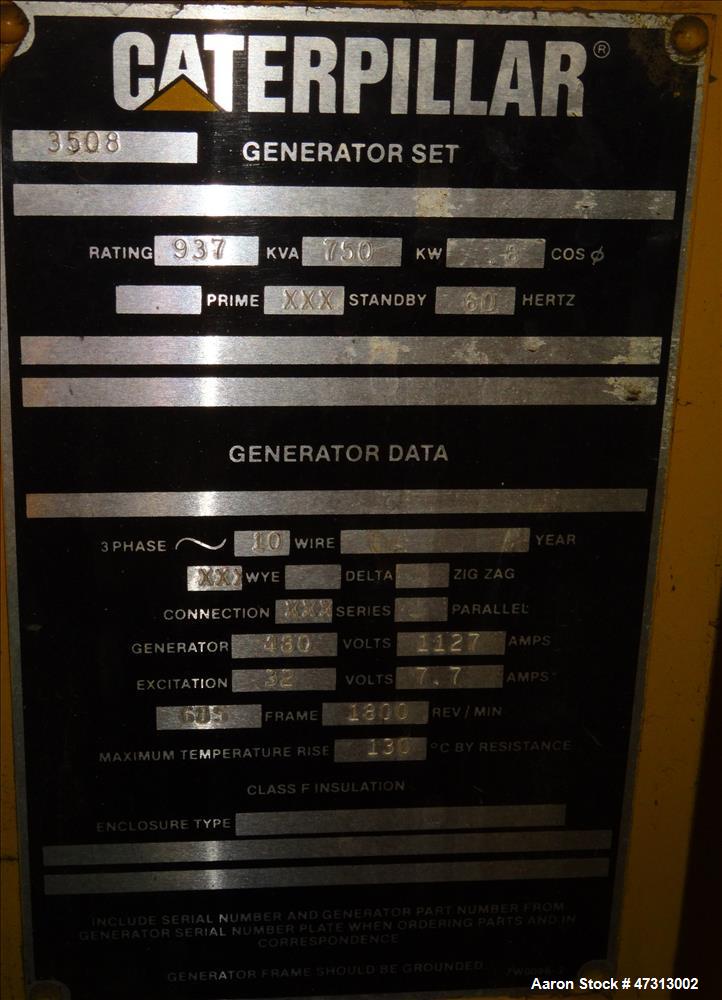 CATERPILLAR ®
3508 GENERATOR SET
RATING 937 KVA 750 KW .8 COS ϕ
PRIME XXX STANDBY 60 HERTZ
GENERATOR DATA
3 PHASE 10 WIRE YEAR
XXX WYE DELTA ZIG ZAG
CONNECTION XXX SERIES PARALLEL
GENERATOR 480 VOLTS 1127 AMPS
EXCITATION 32 VOLTS 7.7 AMPS
FRAME 1800 REV/MIN
MAXIMUM TEMPERATURE RISE 130 °C BY RESISTANCE
CLASS F INSULATION
ENCLOSURE TYPE
INCLUDE SERIAL NUMBER AND GENERATOR PART NUMBER FROM
GENERATOR SERIAL NUMBER PLATE WHEN ORDERING PARTS AND IN
CORRESPONDENCE
GENERATOR FRAME SHOULD BE GROUNDED
Aaron Stock # 47313002